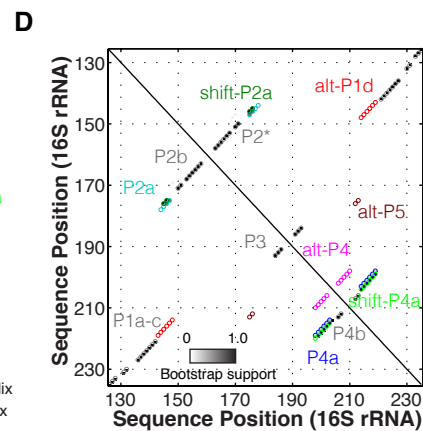 D
130
150
170
190
210
230
Sequence Position (16S rRNA)
shift-P2a
alt-P1d
P2*
P2b
P2a
alt-P5
P3
alt-P4
shift-P4a
P1a-c
0 1.0
Bootstrap support
P4b
P4a
lix
x
130 150 170 190 210 230
Sequence Position (16S rRNA)